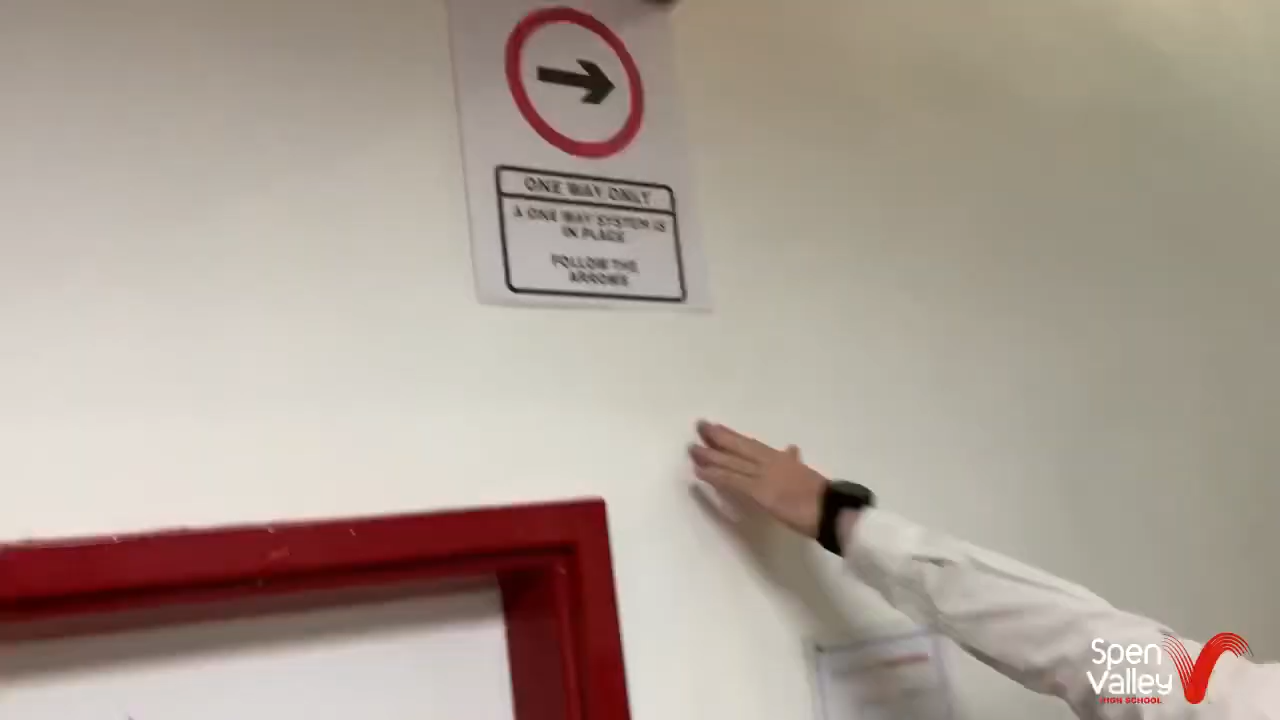 ONE WAY ONLY
A ONE WAY SYSTEM IS
IN PLACE
FOLLOW THE
ARROWS
Spen
Valley
HIGH SCHOOL